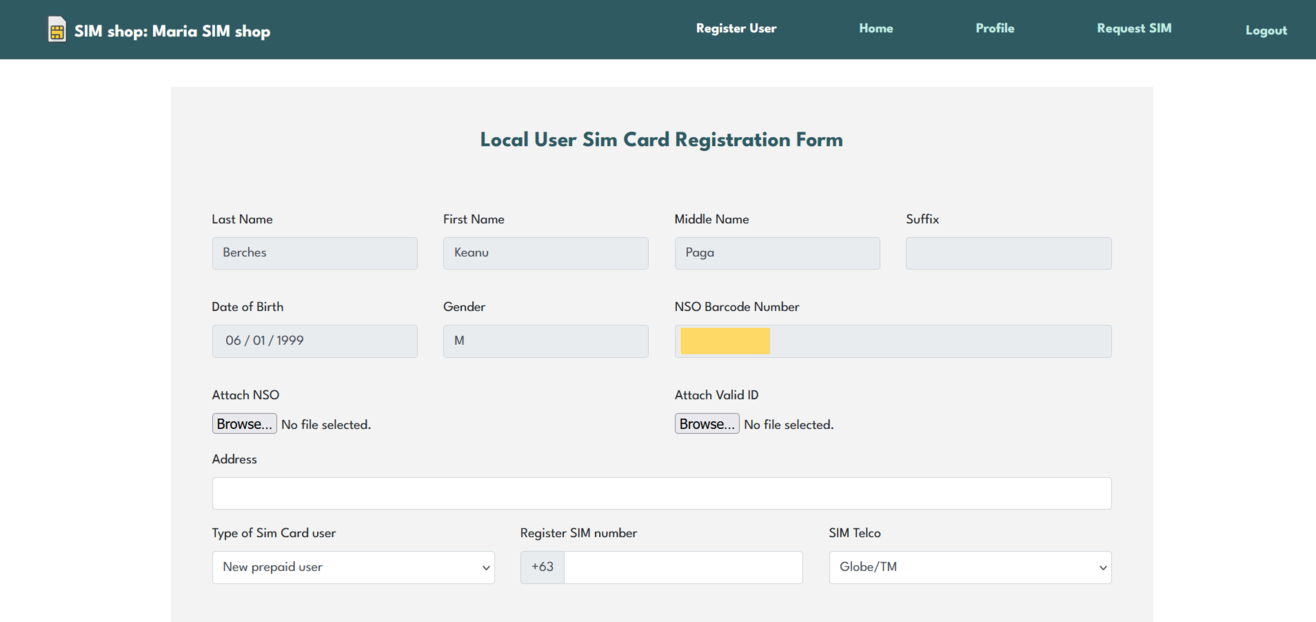 SIM shop: Maria SIM shop Register User Home Profile Request SIM Logout
Local User Sim Card Registration Form
Last Name First Name Middle Name Suffix
Berches Keanu Paga
Date of Birth Gender NSO Barcode Number
06 / 01 / 1999 M
Attach NSO Attach Valid ID
Browse... No file selected. Browse... No file selected.
Address
Type of Sim Card user Register SIM number SIM Telco
New prepaid user +63 Globe/TM